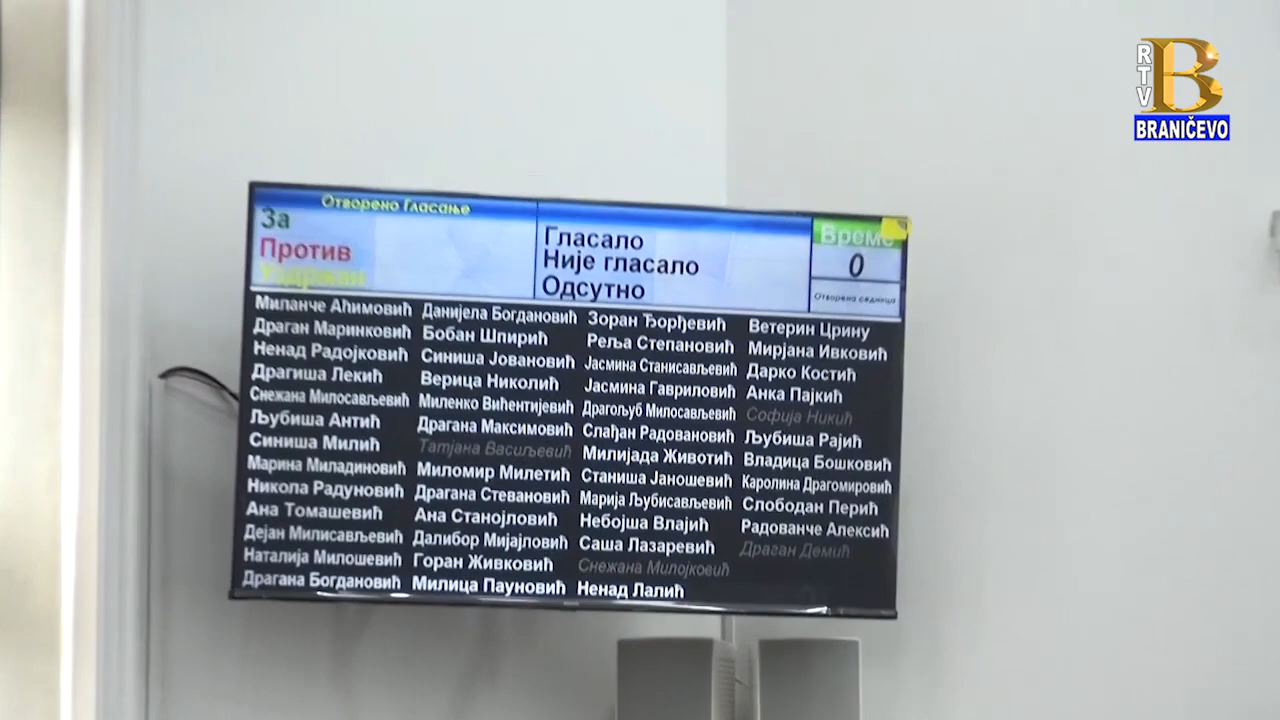 RTV
B
BRANIČEVO
Отворено Гласање
За
Против
Уздржан
Гласало
Није гласало
Одсутно
Време
0
Отворена седница
Миланче Аћимовић
Драган Маринковић
Ненад Радојковић
Драгиша Лекић
Снежана Милосављевић
Љубиша Антић
Синиша Милић
Марина Миладиновић
Никола Радуновић
Ана Томашевић
Дејан Милисављевић
Наталија Милошевић
Драгана Богдановић
Данијела Богдановић
Бобан Шпирић
Синиша Јовановић
Верица Николић
Миленко Вићентијевић
Драгана Максимовић
Татјана Васиљевић
Миломир Милетић
Драгана Стевановић
Ана Станојловић
Далибор Мијајловић
Горан Живковић
Милица Пауновић
Зоран Ђорђевић
Реља Степановић
Јасмина Станисављевић
Јасмина Гавриловић
Драгољуб Милосављевић
Слађан Радовановић
Милијада Животић
Станиша Јаношевић
Марија Љубисављевић
Небојша Влајић
Саша Лазаревић
Снежана Милојковић
Ненад Лалић
Ветерин Црину
Мирјана Ивковић
Дарко Костић
Анка Пајкић
Софија Никић
Љубиша Рајић
Владица Бошковић
Каролина Драгомировић
Слободан Перић
Радованче Алексић
Драган Демић